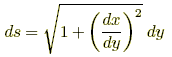 $ds = \sqrt{1 + \left(\frac{dx}{dy}\right)^2}\, dy$